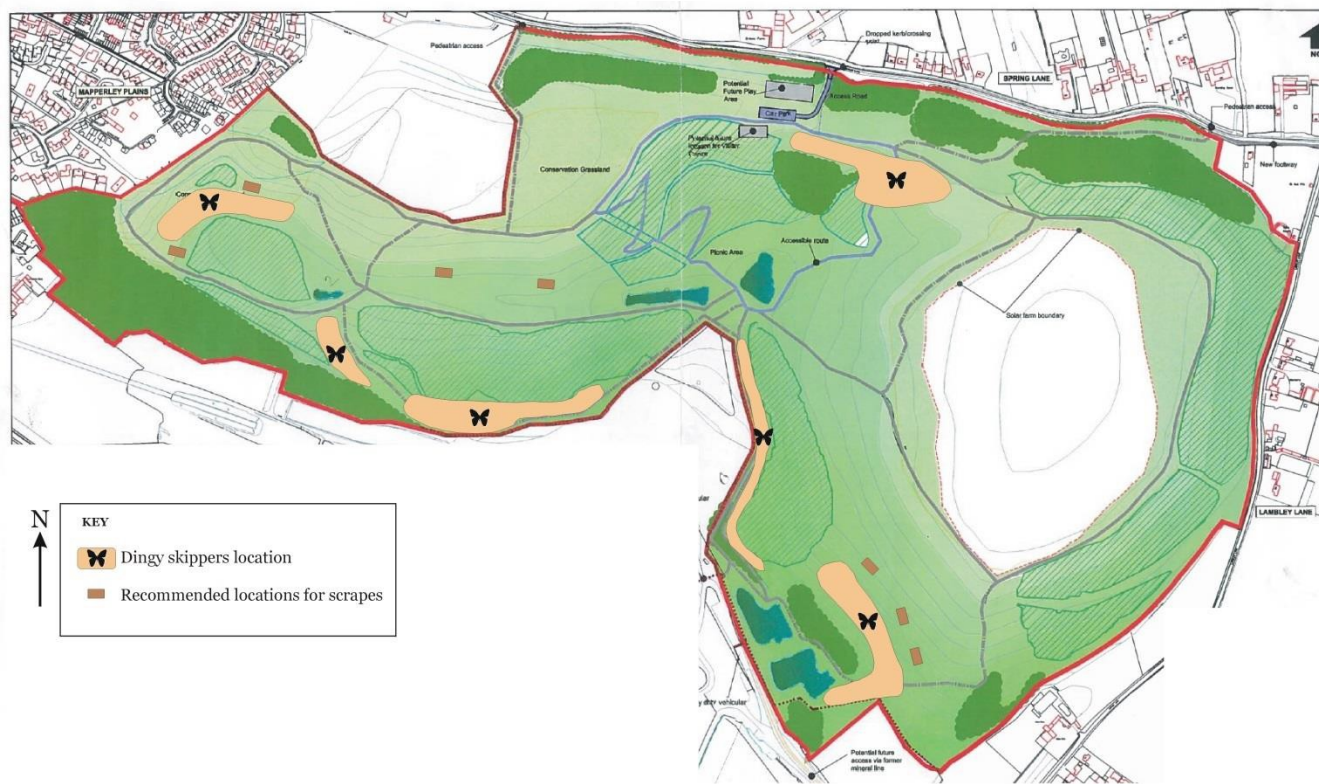 Pedestrian access
Dropped kerb/crossing
point
SPRING LANE
MAPPERLEY PLAINS
Potential
Future Play
Area
Access Road
Car Park
Pedestrian access
New footway
Conservation Grassland
Picnic Area
Accessible route
Solar farm boundary
LAMBLEY LANE
N
KEY
Dingy skippers location
Recommended locations for scrapes
vehicular
Potential future
access via former
mineral line